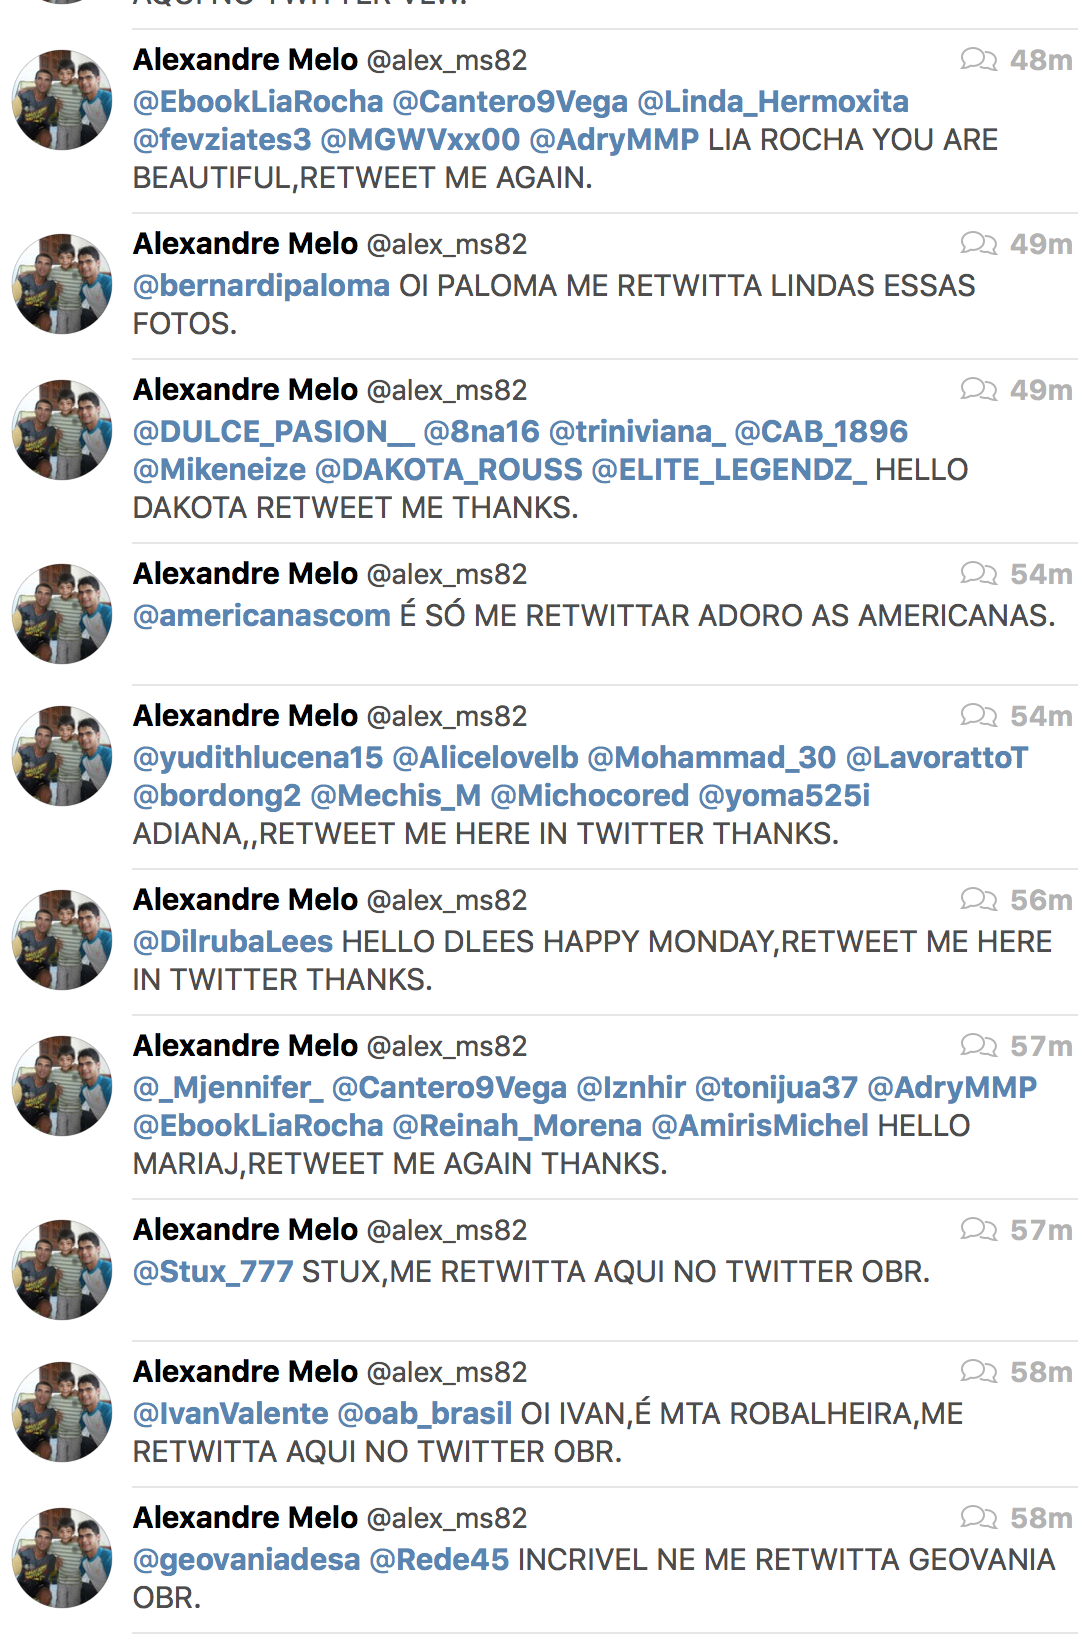 AQUI NO TWITTER VLW.
Alexandre Melo @alex_ms82 48m
@EbookLiaRocha @Cantero9Vega @Linda_Hermoxita
@fevziates3 @MGWVxx00 @AdryMMP LIA ROCHA YOU ARE
BEAUTIFUL,RETWEET ME AGAIN.
Alexandre Melo @alex_ms82 49m
@bernardipaloma OI PALOMA ME RETWITTA LINDAS ESSAS
FOTOS.
Alexandre Melo @alex_ms82 49m
@DULCE_PASION__ @8na16 @triniviana_ @CAB_1896
@Mikeneize @DAKOTA_ROUSS @ELITE_LEGENDZ_ HELLO
DAKOTA RETWEET ME THANKS.
Alexandre Melo @alex_ms82 54m
@americanascom É SÓ ME RETWITTAR ADORO AS AMERICANAS.
Alexandre Melo @alex_ms82 54m
@yudithlucena15 @Alicelovelb @Mohammad_30 @LavorattoT
@bordong2 @Mechis_M @Michocored @yoma525i
ADIANA,,RETWEET ME HERE IN TWITTER THANKS.
Alexandre Melo @alex_ms82 56m
@DilrubaLees HELLO DLEES HAPPY MONDAY,RETWEET ME HERE
IN TWITTER THANKS.
Alexandre Melo @alex_ms82 57m
@_Mjennifer_ @Cantero9Vega @Iznhir @tonijua37 @AdryMMP
@EbookLiaRocha @Reinah_Morena @AmirisMichel HELLO
MARIAJ,RETWEET ME AGAIN THANKS.
Alexandre Melo @alex_ms82 57m
@Stux_777 STUX,ME RETWITTA AQUI NO TWITTER OBR.
Alexandre Melo @alex_ms82 58m
@IvanValente @oab_brasil OI IVAN,É MTA ROBALHEIRA,ME
RETWITTA AQUI NO TWITTER OBR.
Alexandre Melo @alex_ms82 58m
@geovaniadesa @Rede45 INCRIVEL NE ME RETWITTA GEOVANIA
OBR.